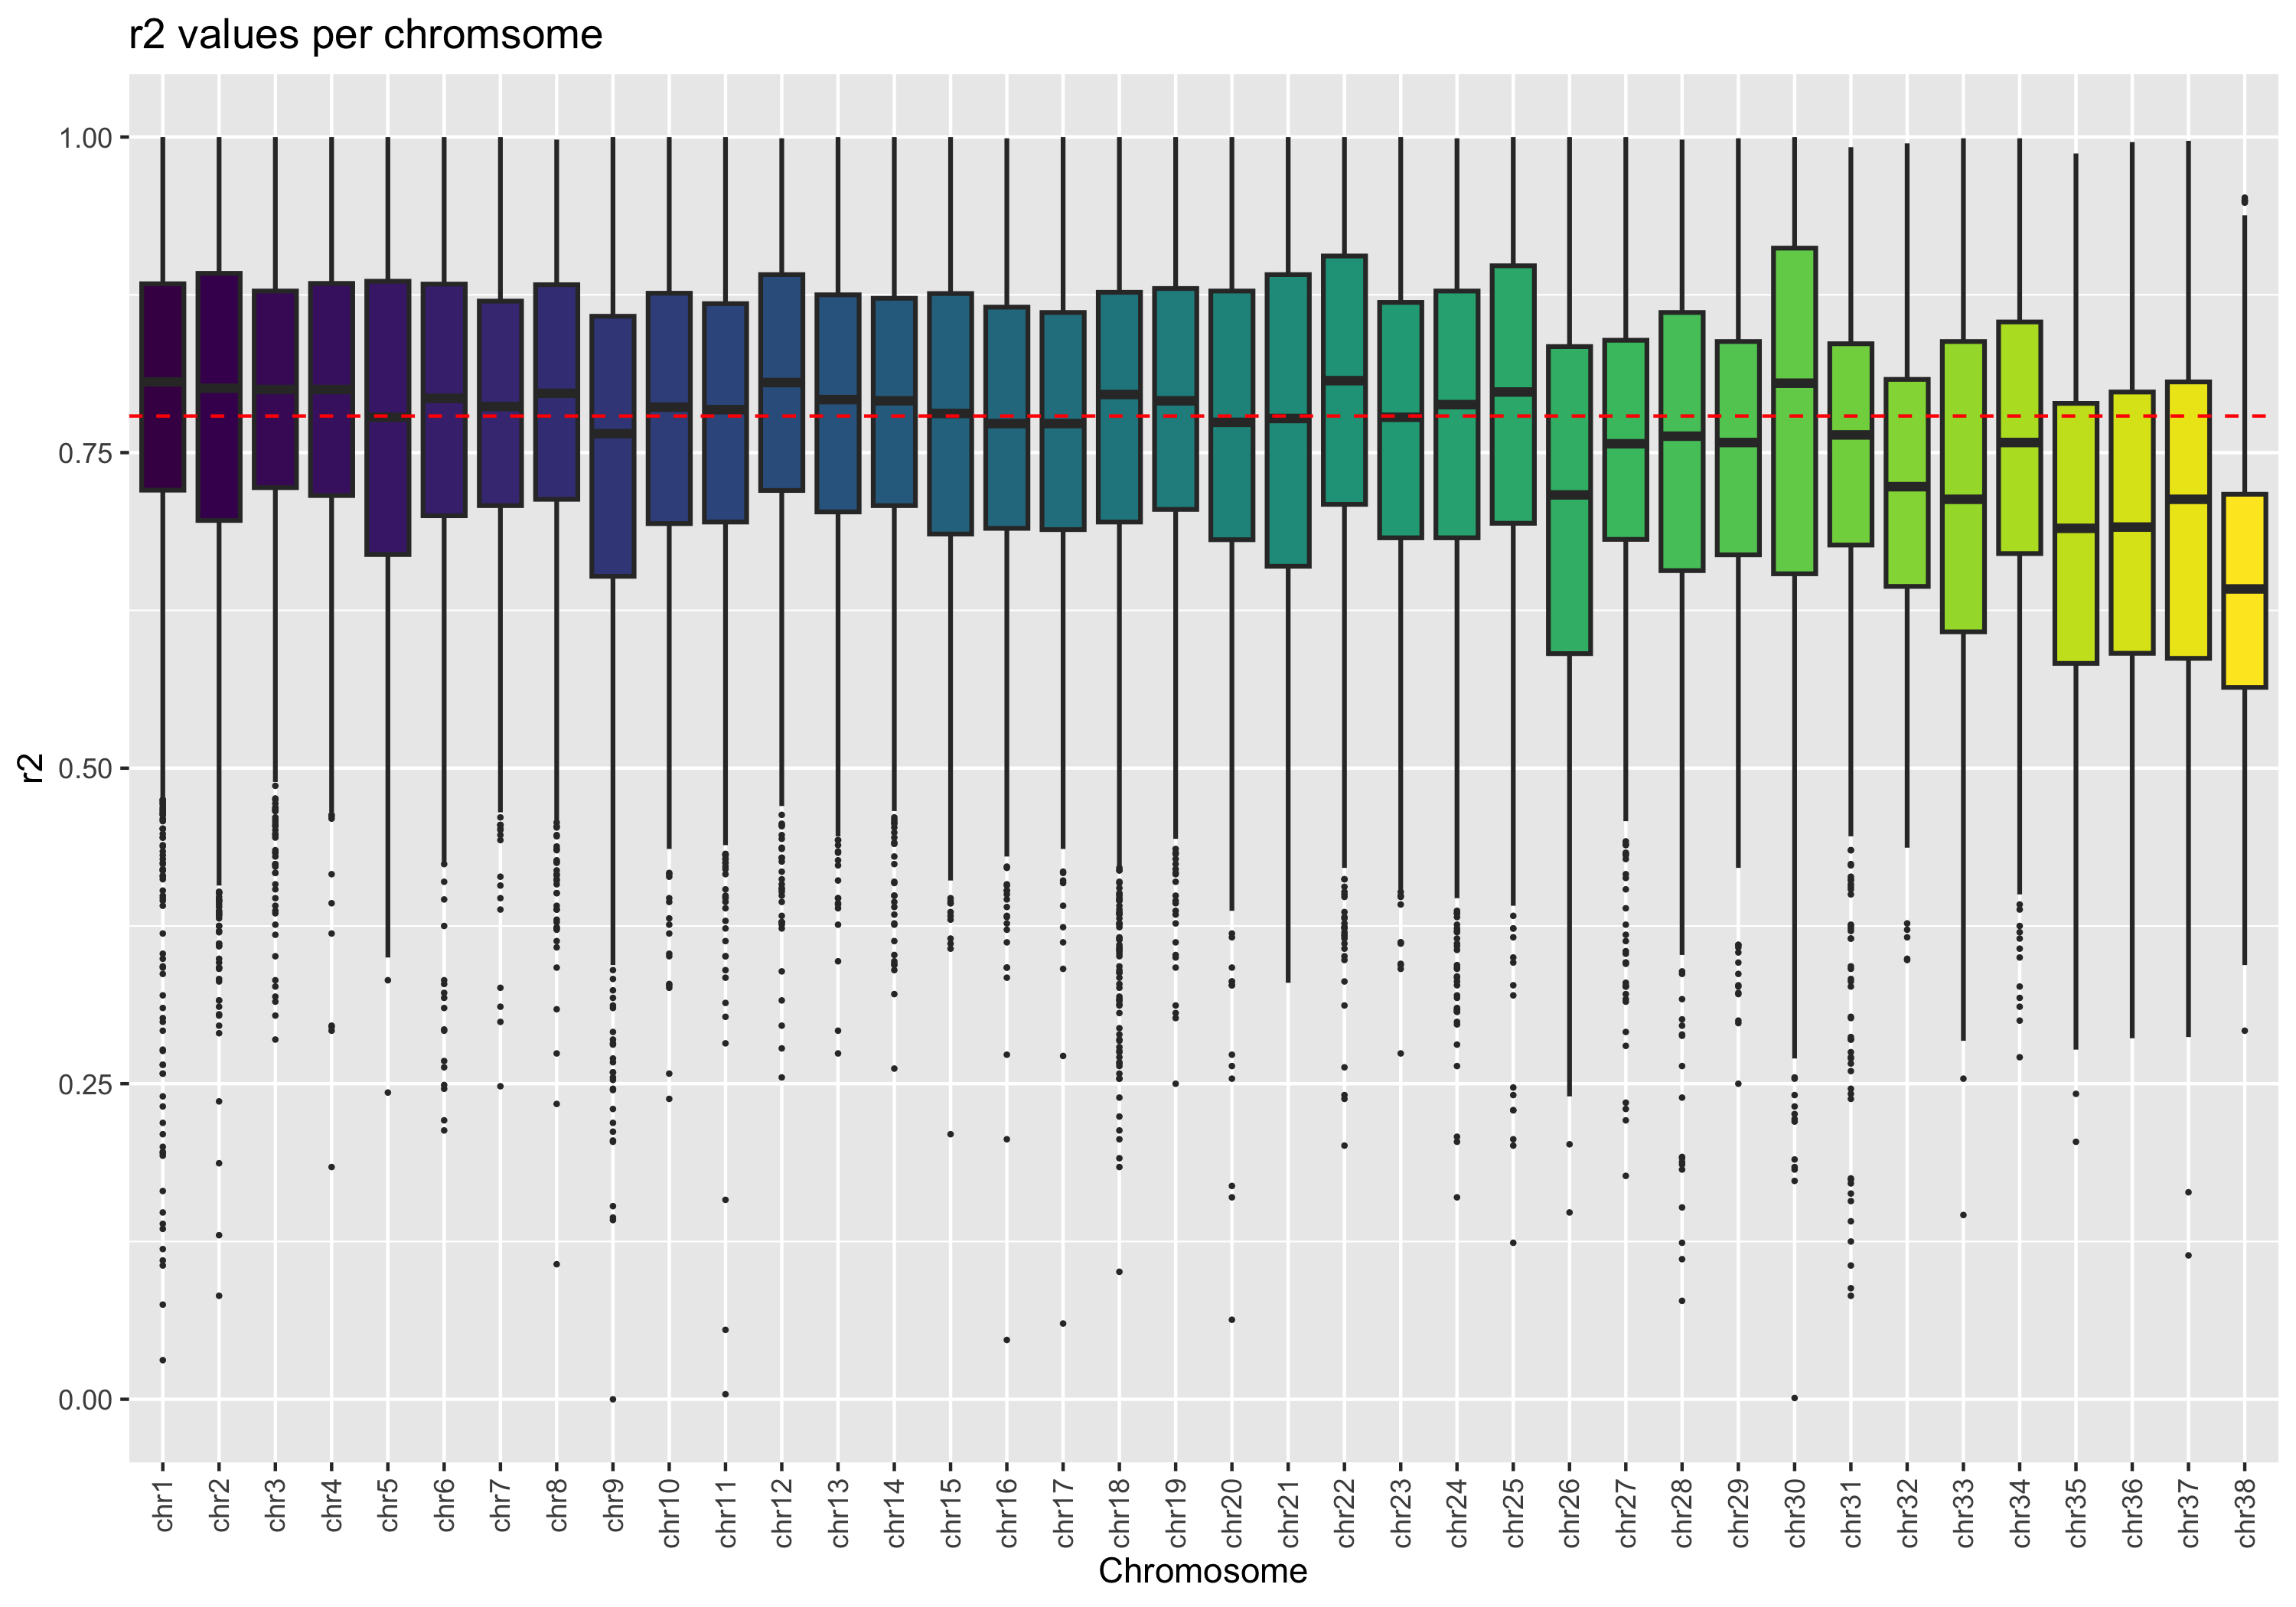 r2 values per chromsome
r2
1.00
0.75
0.50
0.25
0.00
chr1
chr2
chr3
chr4
chr5
chr6
chr7
chr8
chr9
chr10
chr11
chr12
chr13
chr14
chr15
chr16
chr17
chr18
chr19
chr20
chr21
chr22
chr23
chr24
chr25
chr26
chr27
chr28
chr29
chr30
chr31
chr32
chr33
chr34
chr35
chr36
chr37
chr38
Chromosome